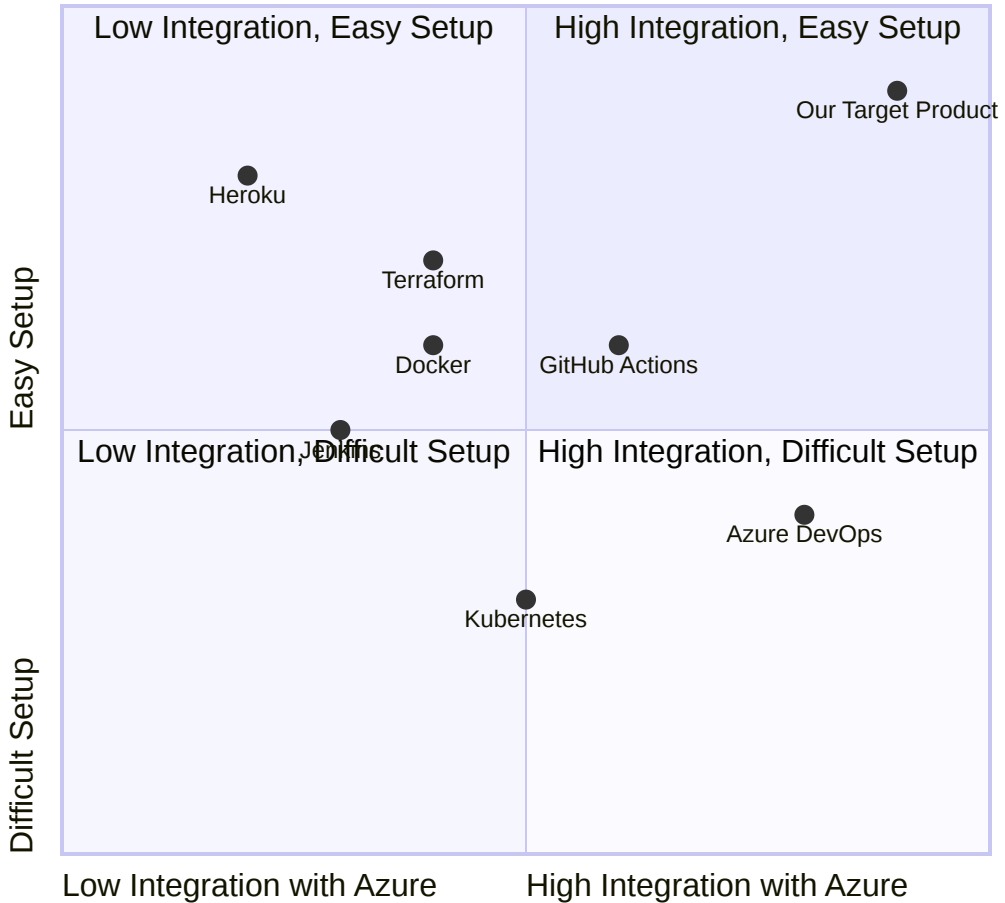 Low Integration, Easy Setup
High Integration, Easy Setup
Our Target Product
Heroku
Terraform
Docker
GitHub Actions
Easy Setup
Jenkins
Low Integration, Difficult Setup
High Integration, Difficult Setup
Azure DevOps
Kubernetes
Difficult Setup
Low Integration with Azure
High Integration with Azure